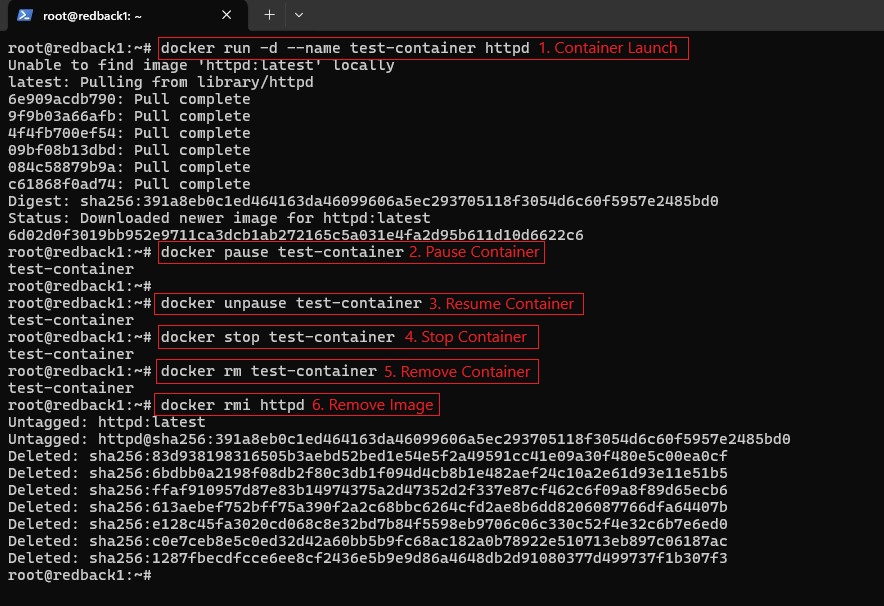 root@redback1: ~
root@redback1:~# docker run -d --name test-container httpd 1. Container Launch
Unable to find image 'httpd:latest' locally
latest: Pulling from library/httpd
6e909acdb790: Pull complete
9f9b03a66afb: Pull complete
4f4fb700ef54: Pull complete
09bf08b13dbd: Pull complete
084c58879b9a: Pull complete
c61868f0ad74: Pull complete
Digest: sha256:391a8eb0c1ed464163da46099606a5ec293705118f3054d6c60f5957e2485bd0
Status: Downloaded newer image for httpd:latest
6d02d0f3019bb952e9711ca3dcb1ab272165c5a031e4fa2d95b611d10d6622c6
root@redback1:~# docker pause test-container 2. Pause Container
test-container
root@redback1:~#
root@redback1:~# docker unpause test-container 3. Resume Container
test-container
root@redback1:~# docker stop test-container 4. Stop Container
test-container
root@redback1:~# docker rm test-container 5. Remove Container
test-container
root@redback1:~# docker rmi httpd 6. Remove Image
Untagged: httpd:latest
Untagged: httpd@sha256:391a8eb0c1ed464163da46099606a5ec293705118f3054d6c60f5957e2485bd0
Deleted: sha256:83d938198316505b3aebd52bed1e54e5f2a49591cc41e09a30f480e5c00ea0cf
Deleted: sha256:6bdbb0a2198f08db2f80c3db1f094d4cb8b1e482aef24c10a2e61d93e11e51b5
Deleted: sha256:ffaf910957d87e83b14974375a2d47352d2f337e87cf462c6f09a8f89d65ecb6
Deleted: sha256:613aebef752bff75a390f2a2c68bbc6264cfd2ae8b6dd8206087766dfa64407b
Deleted: sha256:e128c45fa3020cd068c8e32bd7b84f5598eb9706c06c330c52f4e32c6b7e6ed0
Deleted: sha256:c0e7ceb8e5c0ed32d42a60bb5b9fc68ac182a0b78922e510713eb897c06187ac
Deleted: sha256:1287fbecdfcce6ee8cf2436e5b9e9d86a4648db2d91080377d499737f1b307f3
root@redback1:~#